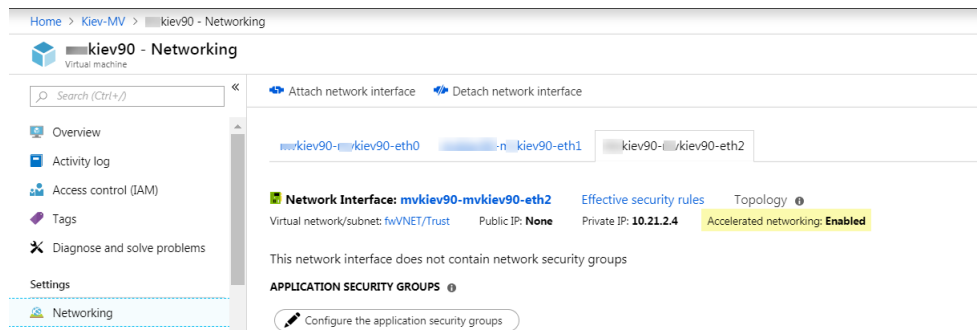 Home > Kiev-MV > kiev90 - Networking
kiev90 - Networking
Virtual machine
Search (Ctrl+/)
«
Attach network interface Detach network interface
Overview
Activity log
Access control (IAM)
Tags
Diagnose and solve problems
Settings
Networking
kiev90- kiev90-eth0 kiev90-eth1 kiev90- kiev90-eth2
Network Interface: mvkiev90-mvkiev90-eth2 Effective security rules Topology
Virtual network/subnet: fwVNET/Trust Public IP: None Private IP: 10.21.2.4 Accelerated networking: Enabled
This network interface does not contain network security groups
APPLICATION SECURITY GROUPS
Configure the application security groups